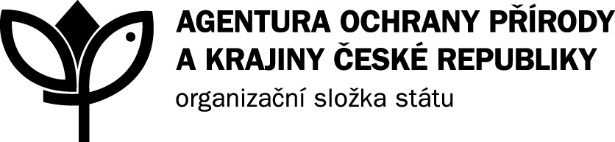 AGENTURA OCHRANY PŘÍRODY
A KRAJINY ČESKÉ REPUBLIKY
organizační složka státu